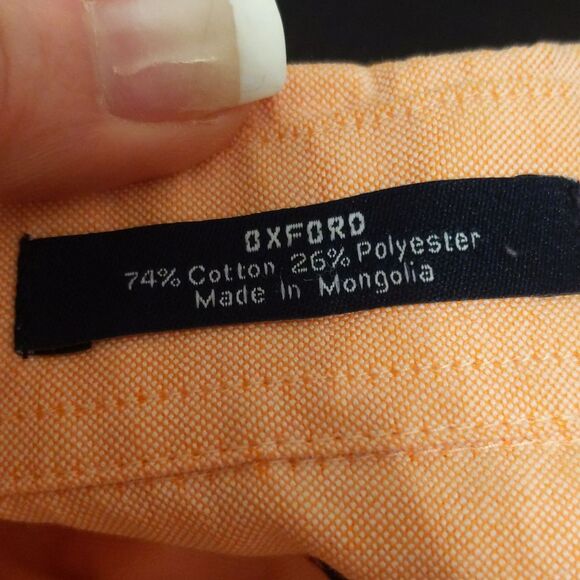 OXFORD
74% Cotton 26% Polyester
Made In Mongolia